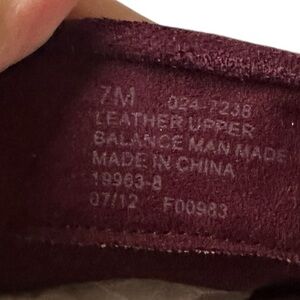 7M 024-7238
LEATHER UPPER
BALANCE MAN MADE
MADE IN CHINA
19963-8
07/12 F00983